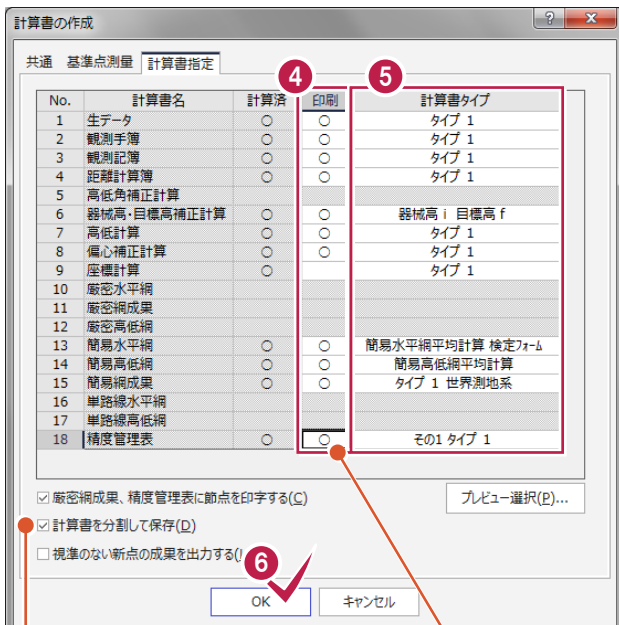 計算書の作成
共通 基準点測量 計算書指定
4 5
No. 計算書名 計算済 印刷 計算書タイプ
1 生データ ○ ○ タイプ 1
2 観測手簿 ○ ○ タイプ 1
3 観測記簿 ○ ○ タイプ 1
4 距離計算簿 ○ ○ タイプ 1
5 高低角補正計算
6 器械高・目標高補正計算 ○ ○ 器械高 i 目標高 f
7 高低計算 ○ ○ タイプ 1
8 偏心補正計算 ○ ○ タイプ 1
9 座標計算 ○ タイプ 1
10 厳密水平網
11 厳密網成果
12 厳密高低網
13 簡易水平網 ○ ○ 簡易水平網平均計算 検定フォーム
14 簡易高低網 ○ ○ 簡易高低網平均計算
15 簡易網成果 ○ ○ タイプ 1 世界測地系
16 単路線水平網
17 単路線高低網
18 精度管理表 ○ ○ その1 タイプ 1
厳密網成果、精度管理表に節点を印字する(C) プレビュー選択(P)...
計算書を分割して保存(D)
視準のない新点の成果を出力する(
6
OK キャンセル